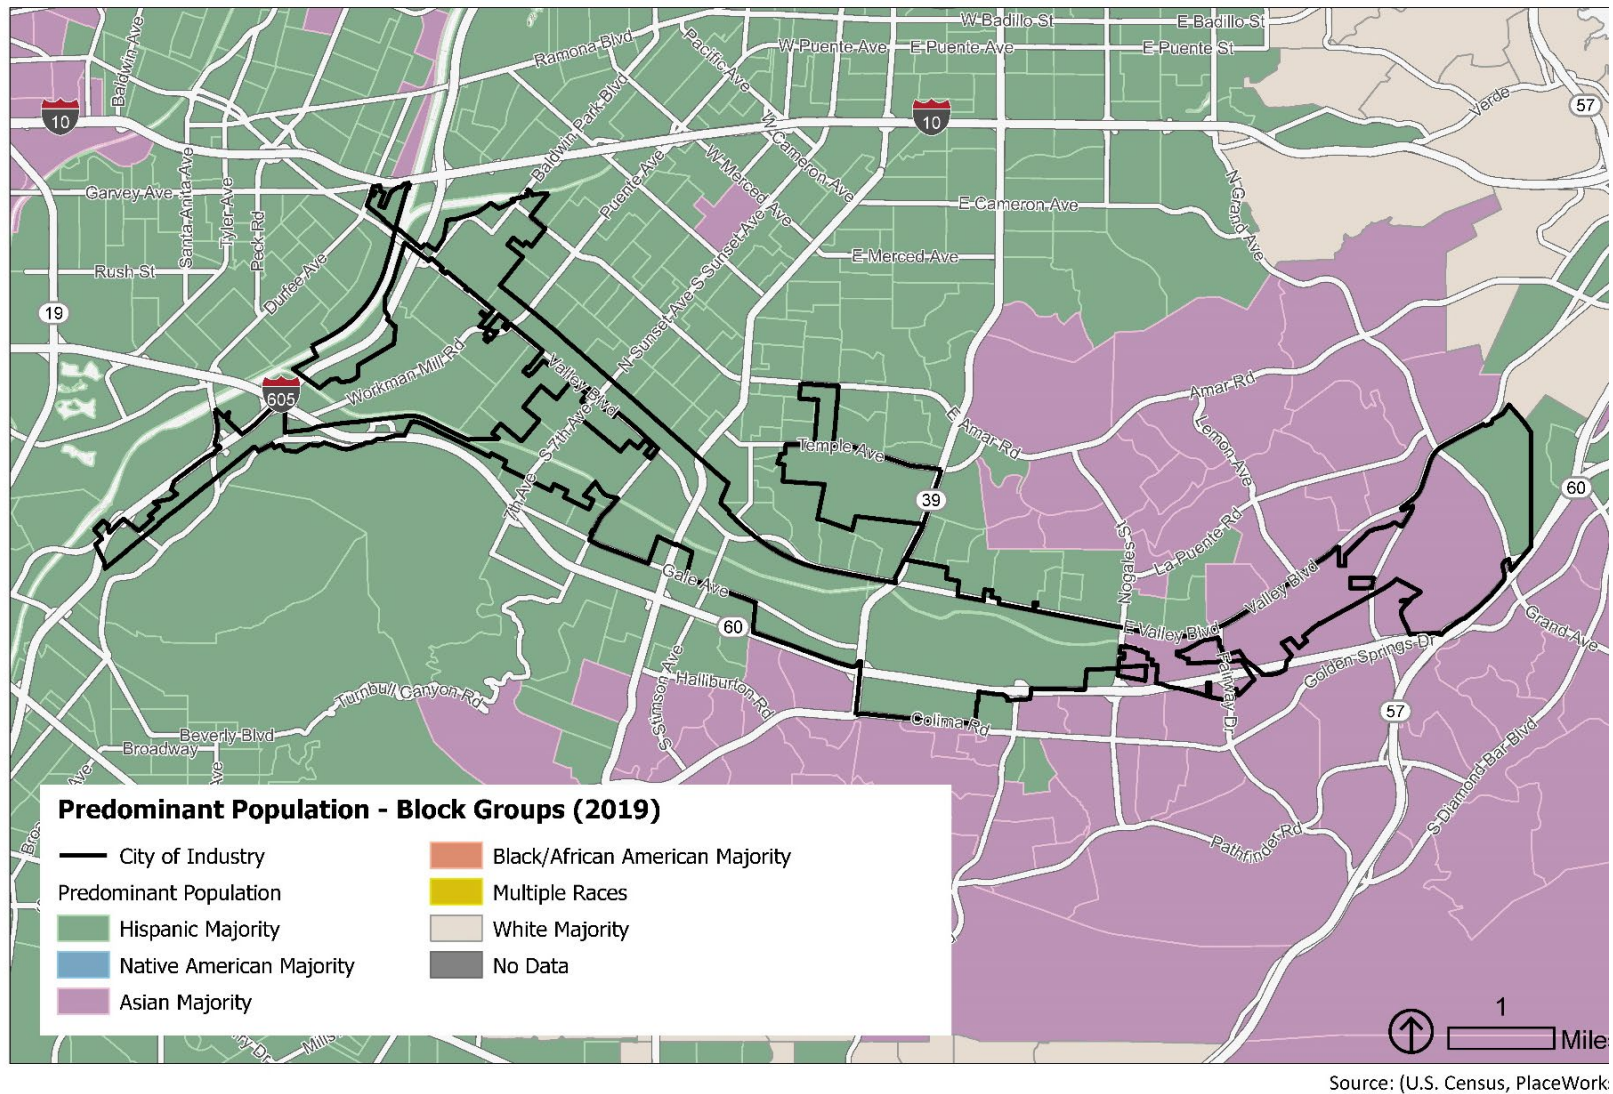 W Badillo St
E Badillo St
Baldwin Ave
Ramona Blvd
Pacific Ave
W Puente Ave
E Puente Ave
E Puente St
Verde
57
10
10
Baldwin Park Blvd
W Cameron Ave
W Merced Ave
Puente Ave
Garvey Ave
Santa Anita Ave
Tyler Ave
Peck Rd
E Cameron Ave
N Grand Ave
Rush St
Durfee Ave
E Merced Ave
S Sunset Ave
N Sunset Ave
19
Workman Mill Rd
Valley Blvd
605
Amar Rd
E Amar Rd
Lemon Ave
Temple Ave
S 7th Ave
7th Ave
39
60
La Puente Rd
Nogales St
Valley Blvd
Gale Ave
60
E Valley Blvd
Fairway Dr
Golden Springs Dr
Grand Ave
Turnbull Canyon Rd
Halliburton Rd
S Stimson Ave
Colima Rd
57
Beverly Blvd
Broadway
Ave
Ave
S Diamond Bar Blvd
Pathfinder Rd
Predominant Population - Block Groups (2019)
City of Industry
Predominant Population
Hispanic Majority
Native American Majority
Asian Majority
Black/African American Majority
Multiple Races
White Majority
No Data
1
Miles
Source: (U.S. Census, PlaceWorks